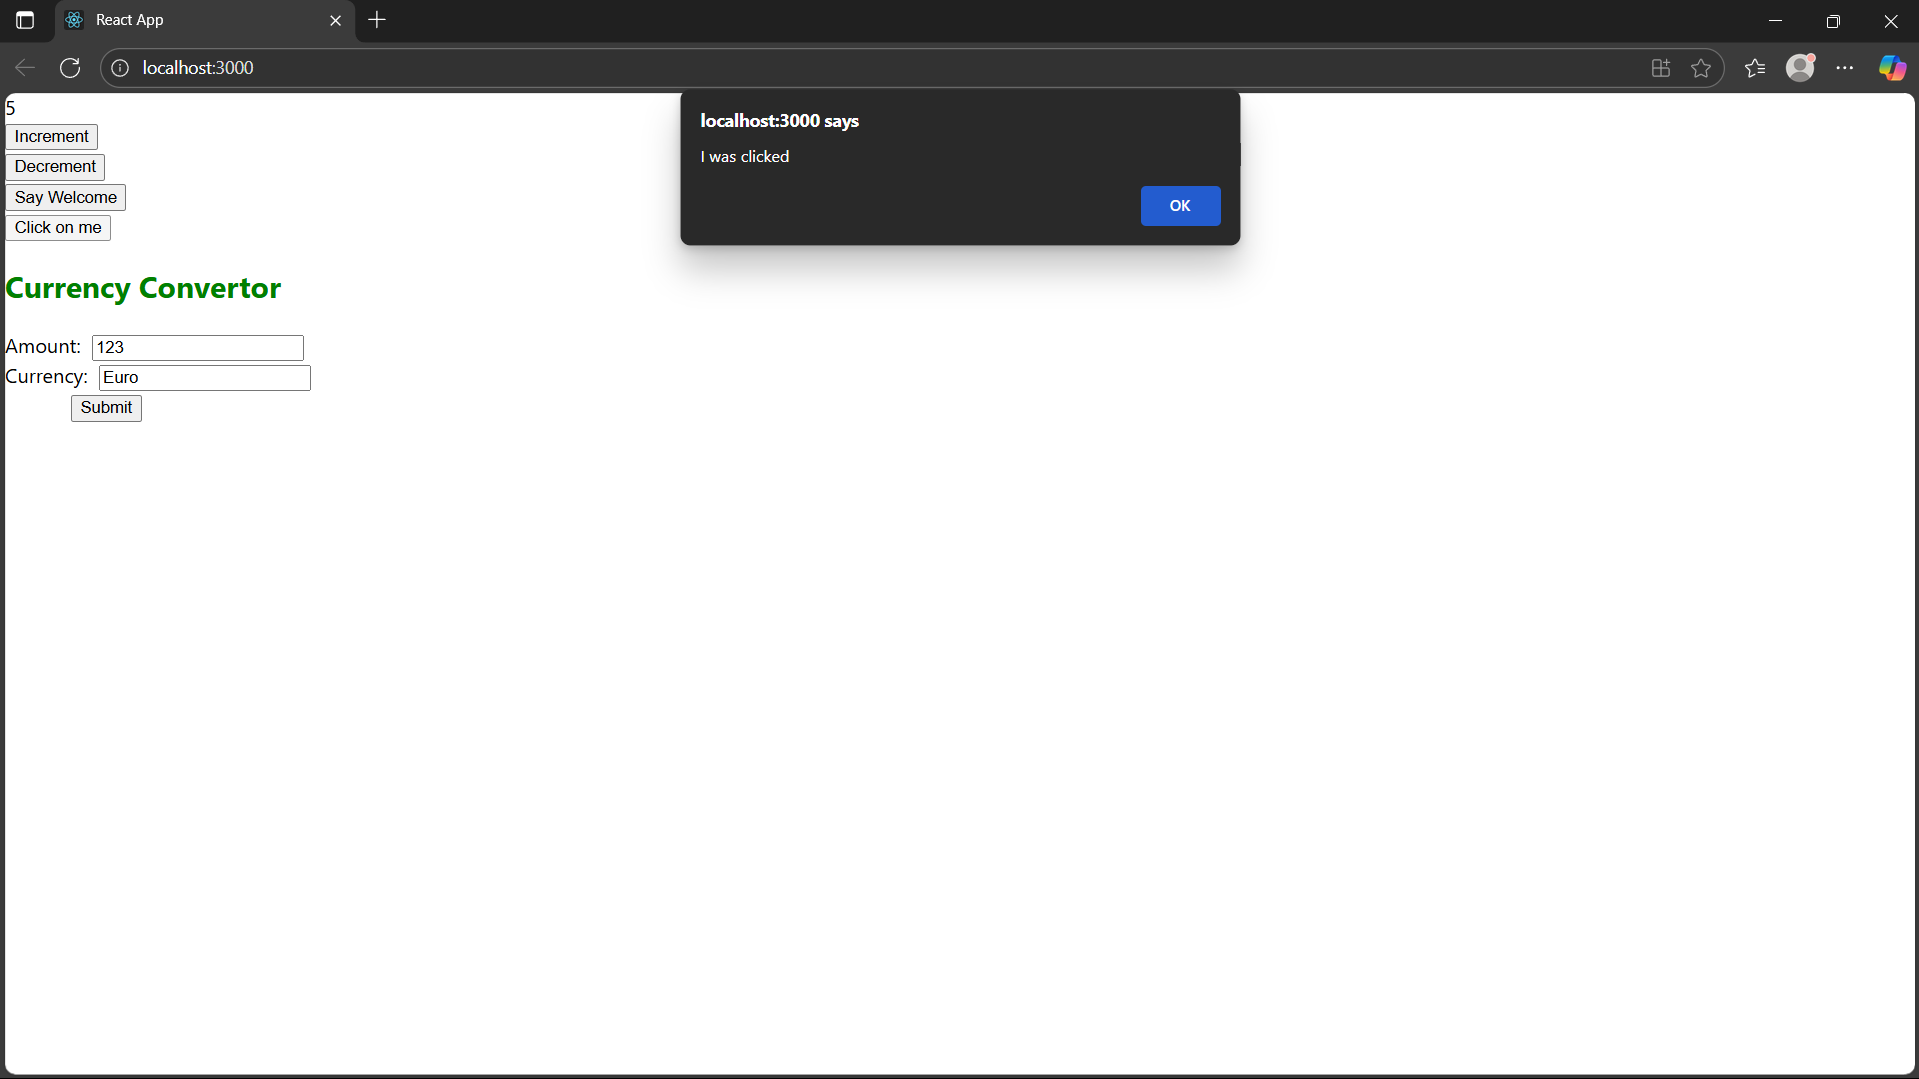 React App
localhost:3000
localhost:3000 says
I was clicked
OK
5
Increment
Decrement
Say Welcome
Click on me
Currency Convertor
Amount: 123
Currency: Euro
Submit